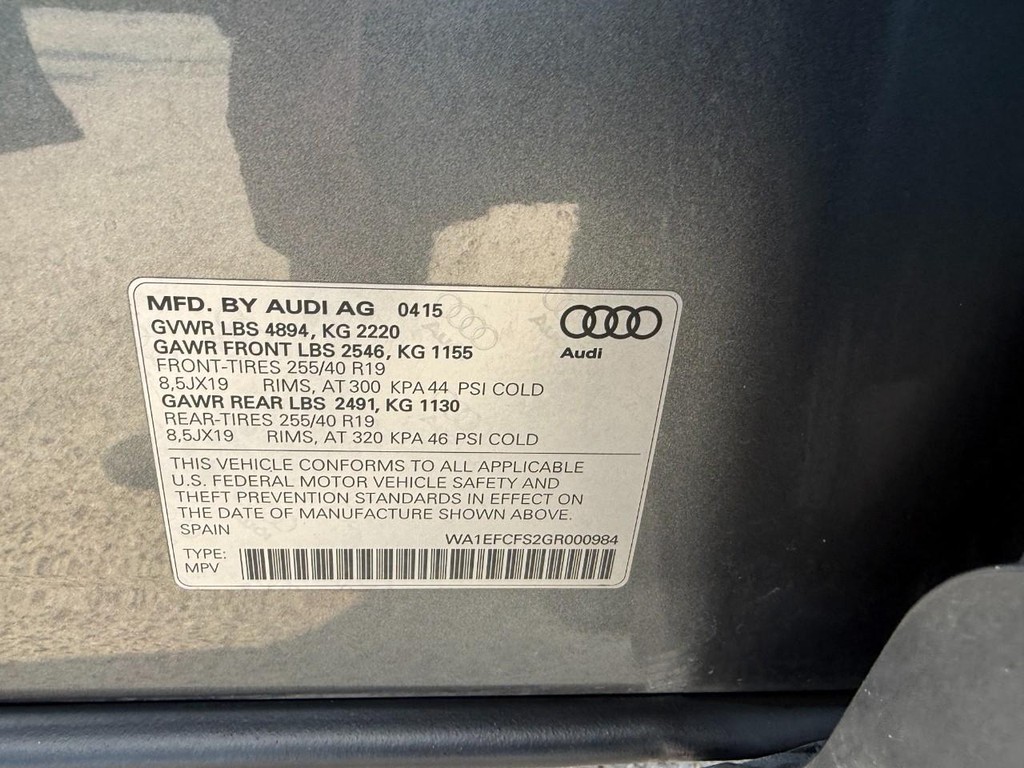 MFD. BY AUDI AG 0415
GVWR LBS 4894, KG 2220
GAWR FRONT LBS 2546, KG 1155
FRONT-TIRES 255/40 R19
8,5JX19 RIMS, AT 300 KPA 44 PSI COLD
GAWR REAR LBS 2491, KG 1130
REAR-TIRES 255/40 R19
8,5JX19 RIMS, AT 320 KPA 46 PSI COLD
Audi
THIS VEHICLE CONFORMS TO ALL APPLICABLE
U.S. FEDERAL MOTOR VEHICLE SAFETY AND
THEFT PREVENTION STANDARDS IN EFFECT ON
THE DATE OF MANUFACTURE SHOWN ABOVE.
SPAIN
WA1EFCFS2GR000984
TYPE:
MPV